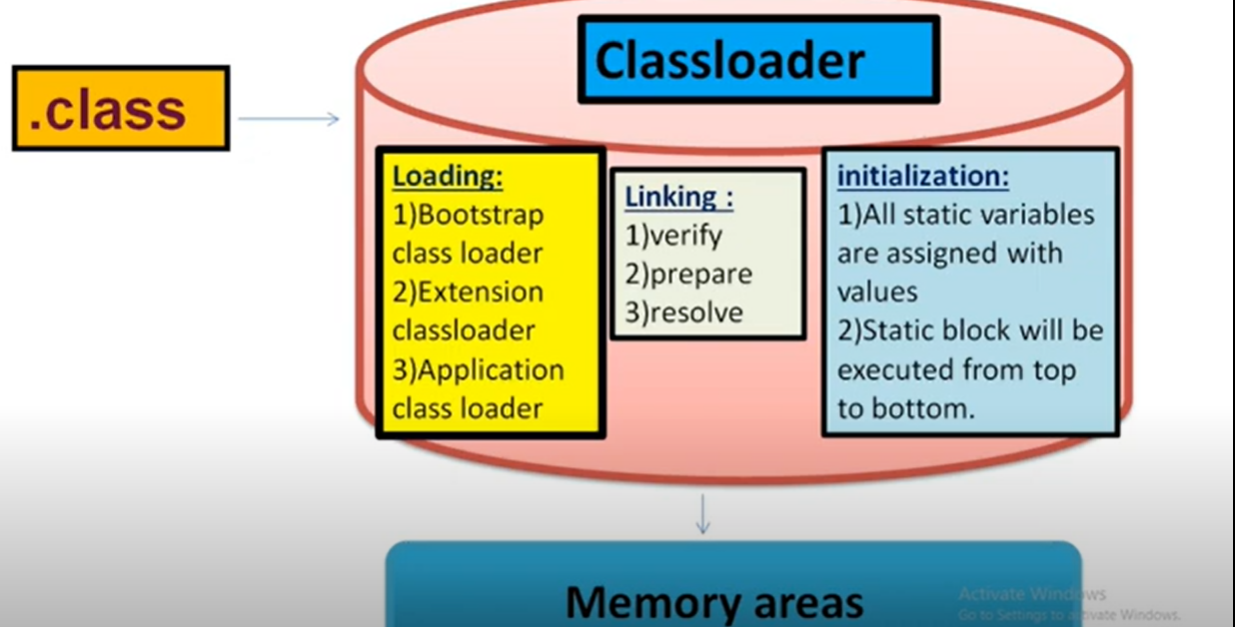 Classloader
.class
Loading:
1)Bootstrap
class loader
2)Extension
classloader
3)Application
class loader
Linking :
1)verify
2)prepare
3)resolve
initialization:
1)All static variables
are assigned with
values
2)Static block will be
executed from top
to bottom.
Memory areas
Activate Windows
Go to Settings to activate Windows.